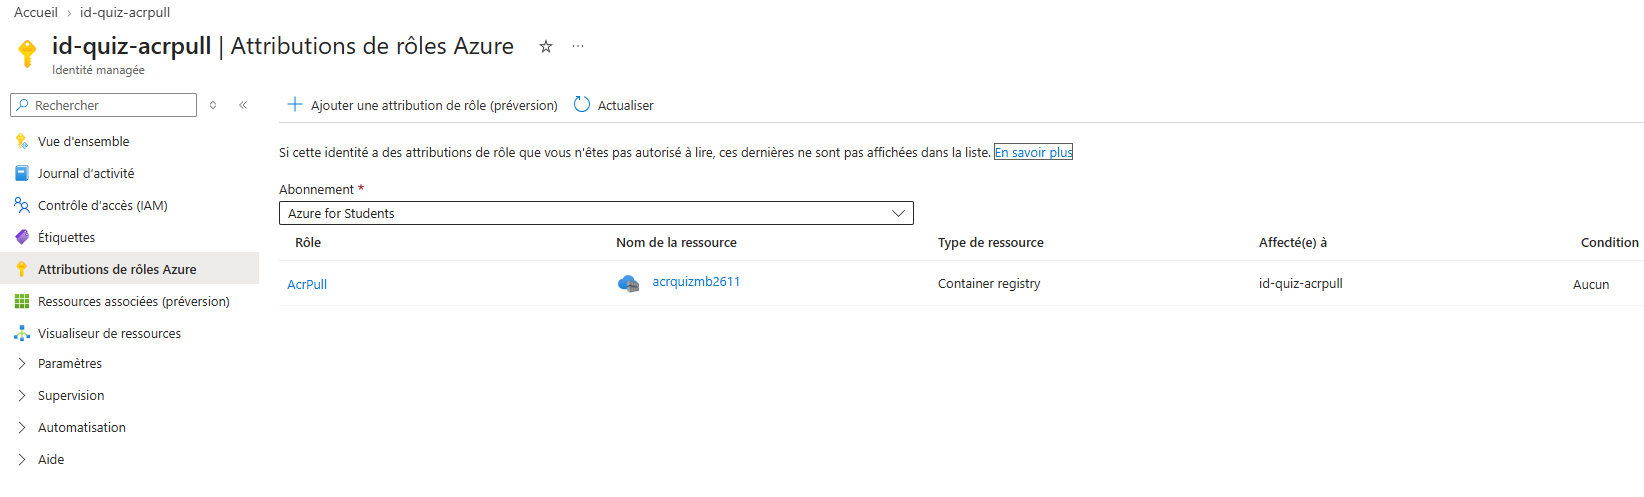 Accueil › id-quiz-acrpull
id-quiz-acrpull | Attributions de rôles Azure
Identité managée
Rechercher
Vue d'ensemble
Journal d’activité
Contrôle d’accès (IAM)
Étiquettes
Attributions de rôles Azure
Ressources associées (préversion)
Visualiseur de ressources
Paramètres
Supervision
Automatisation
Aide
Ajouter une attribution de rôle (préversion) Actualiser
Si cette identité a des attributions de rôle que vous n'êtes pas autorisé à lire, ces dernières ne sont pas affichées dans la liste. En savoir plus
Abonnement *
Azure for Students
Rôle Nom de la ressource Type de ressource Affecté(e) à Condition
AcrPull acrquizmb2611 Container registry id-quiz-acrpull Aucun